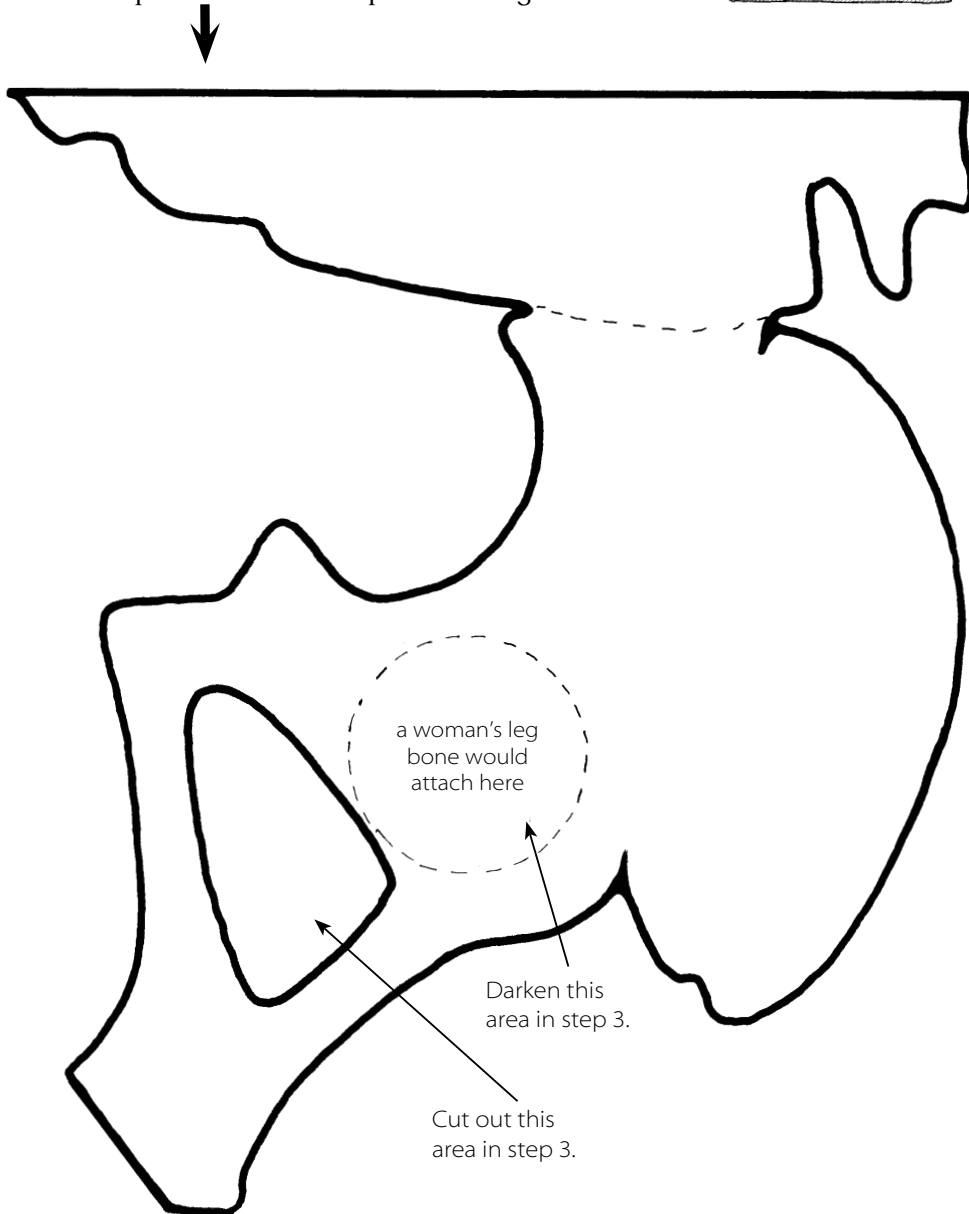 a woman's leg
bone would
attach here
Darken this
area in step 3.
Cut out this
area in step 3.